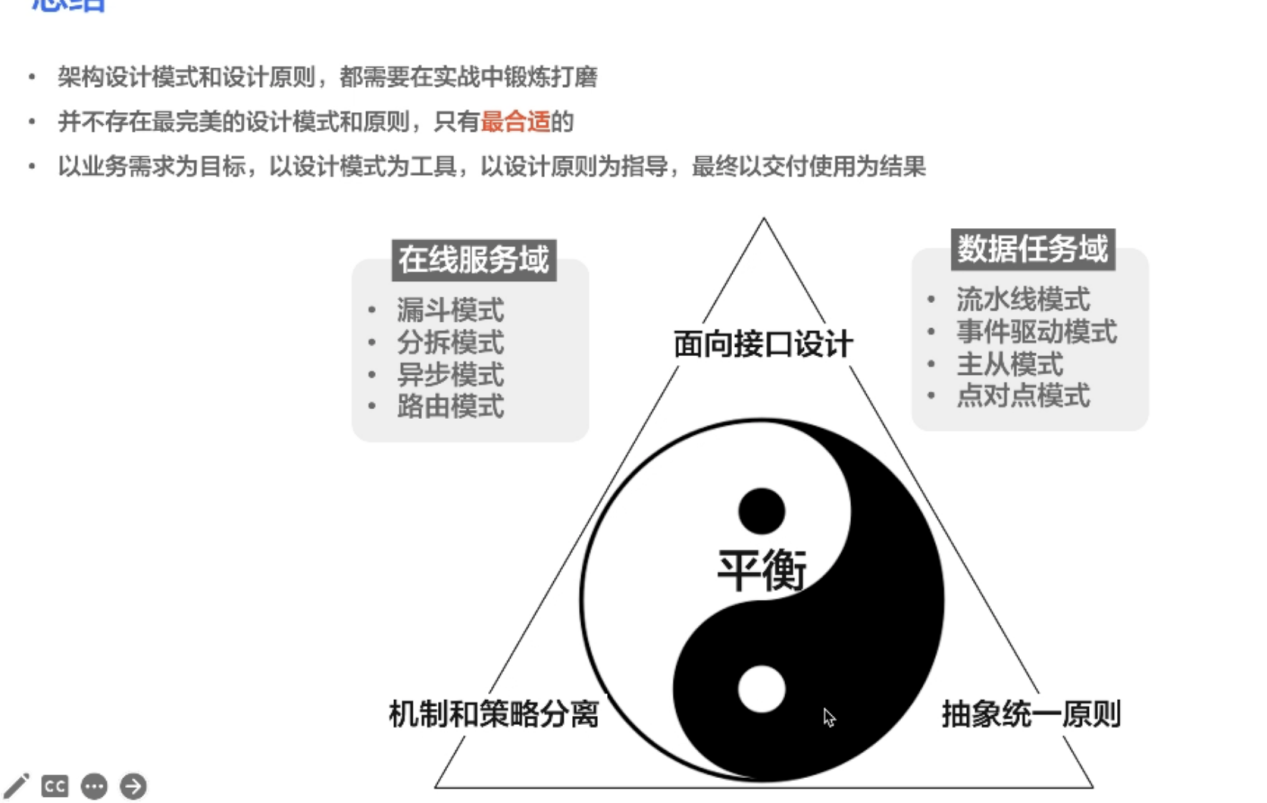 总结
• 架构设计模式和设计原则，都需要在实战中锻炼打磨
• 并不存在最完美的设计模式和原则，只有最合适的
• 以业务需求为目标，以设计模式为工具，以设计原则为指导，最终以交付使用为结果
在线服务域
• 漏斗模式
• 分拆模式
• 异步模式
• 路由模式
数据任务域
• 流水线模式
• 事件驱动模式
• 主从模式
• 点对点模式
面向接口设计
平衡
机制和策略分离
抽象统一原则
CC